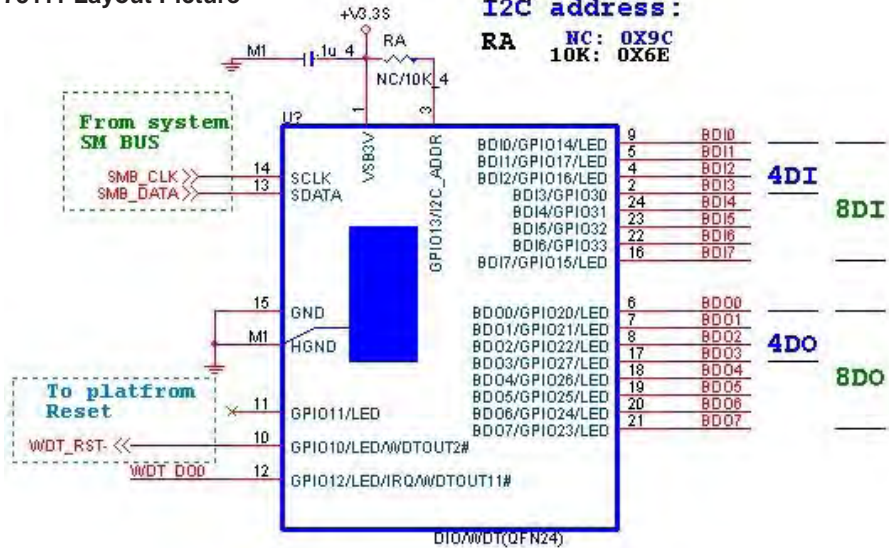 Layout Picture
I2C address:
RA NC: 0X9C
10K: 0X6E
+V3.3S
M1 .1u_4 RA
NC/10K_4
From system
SM BUS
SMB_CLK
SMB_DATA
14 SCLK
13 SDATA
U?
1 VSB3V
3 GPIO13/I2C_ADDR
BDI0/GPIO14/LED 9 BDI0
BDI1/GPIO17/LED 5 BDI1
BDI2/GPIO16/LED 4 BDI2
BDI3/GPIO30 2 BDI3
BDI4/GPIO31 24 BDI4
BDI5/GPIO32 23 BDI5
BDI6/GPIO33 22 BDI6
BDI7/GPIO15/LED 16 BDI7
4DI
8DI
15 GND
M1 HGND
BDO0/GPIO20/LED 6 BDO0
BDO1/GPIO21/LED 7 BDO1
BDO2/GPIO22/LED 8 BDO2
BDO3/GPIO27/LED 17 BDO3
BDO4/GPIO26/LED 18 BDO4
BDO5/GPIO25/LED 19 BDO5
BDO6/GPIO24/LED 20 BDO6
BDO7/GPIO23/LED 21 BDO7
4DO
8DO
To platfrom
Reset
11 GPIO11/LED
WDT_RST- 10 GPIO10/LED/WDTOUT2#
WDT_DO0 12 GPIO12/LED/IRQ/WDTOUT11#
DIO/WDT(QFN24)